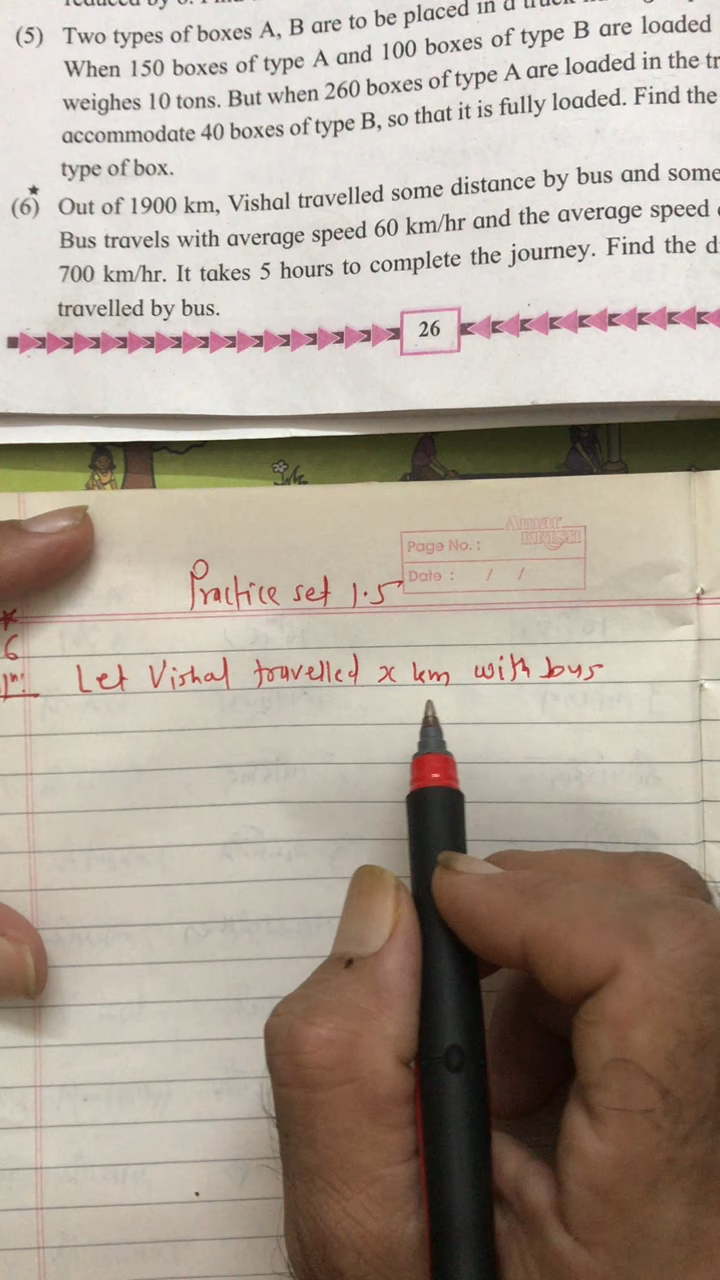 (5) Two types of boxes A, B are to be placed in a
When 150 boxes of type A and 100 boxes of type B are loaded
weighes 10 tons. But when 260 boxes of type A are loaded in the
accommodate 40 boxes of type B, so that it is fully loaded. Find the
type of box.
★
(6) Out of 1900 km, Vishal travelled some distance by bus and some
Bus travels with average speed 60 km/hr and the average speed
700 km/hr. It takes 5 hours to complete the journey. Find the
travelled by bus.
26
Amar
Page No. :
Date : / /
Practice set 1.5
*
6
Let Vishal travelled x km with bus